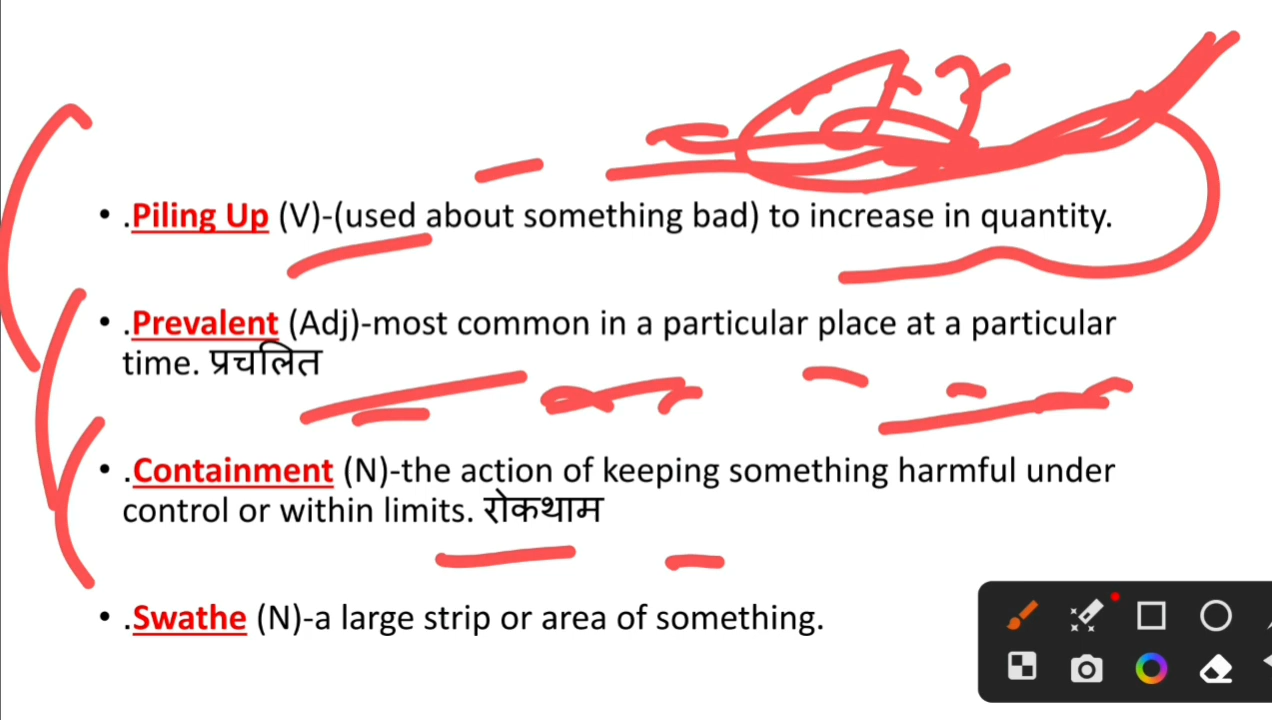 • .Piling Up (V)-(used about something bad) to increase in quantity.
• .Prevalent (Adj)-most common in a particular place at a particular
time. प्रचलित
• .Containment (N)-the action of keeping something harmful under
control or within limits. रोकथाम
• .Swathe (N)-a large strip or area of something.